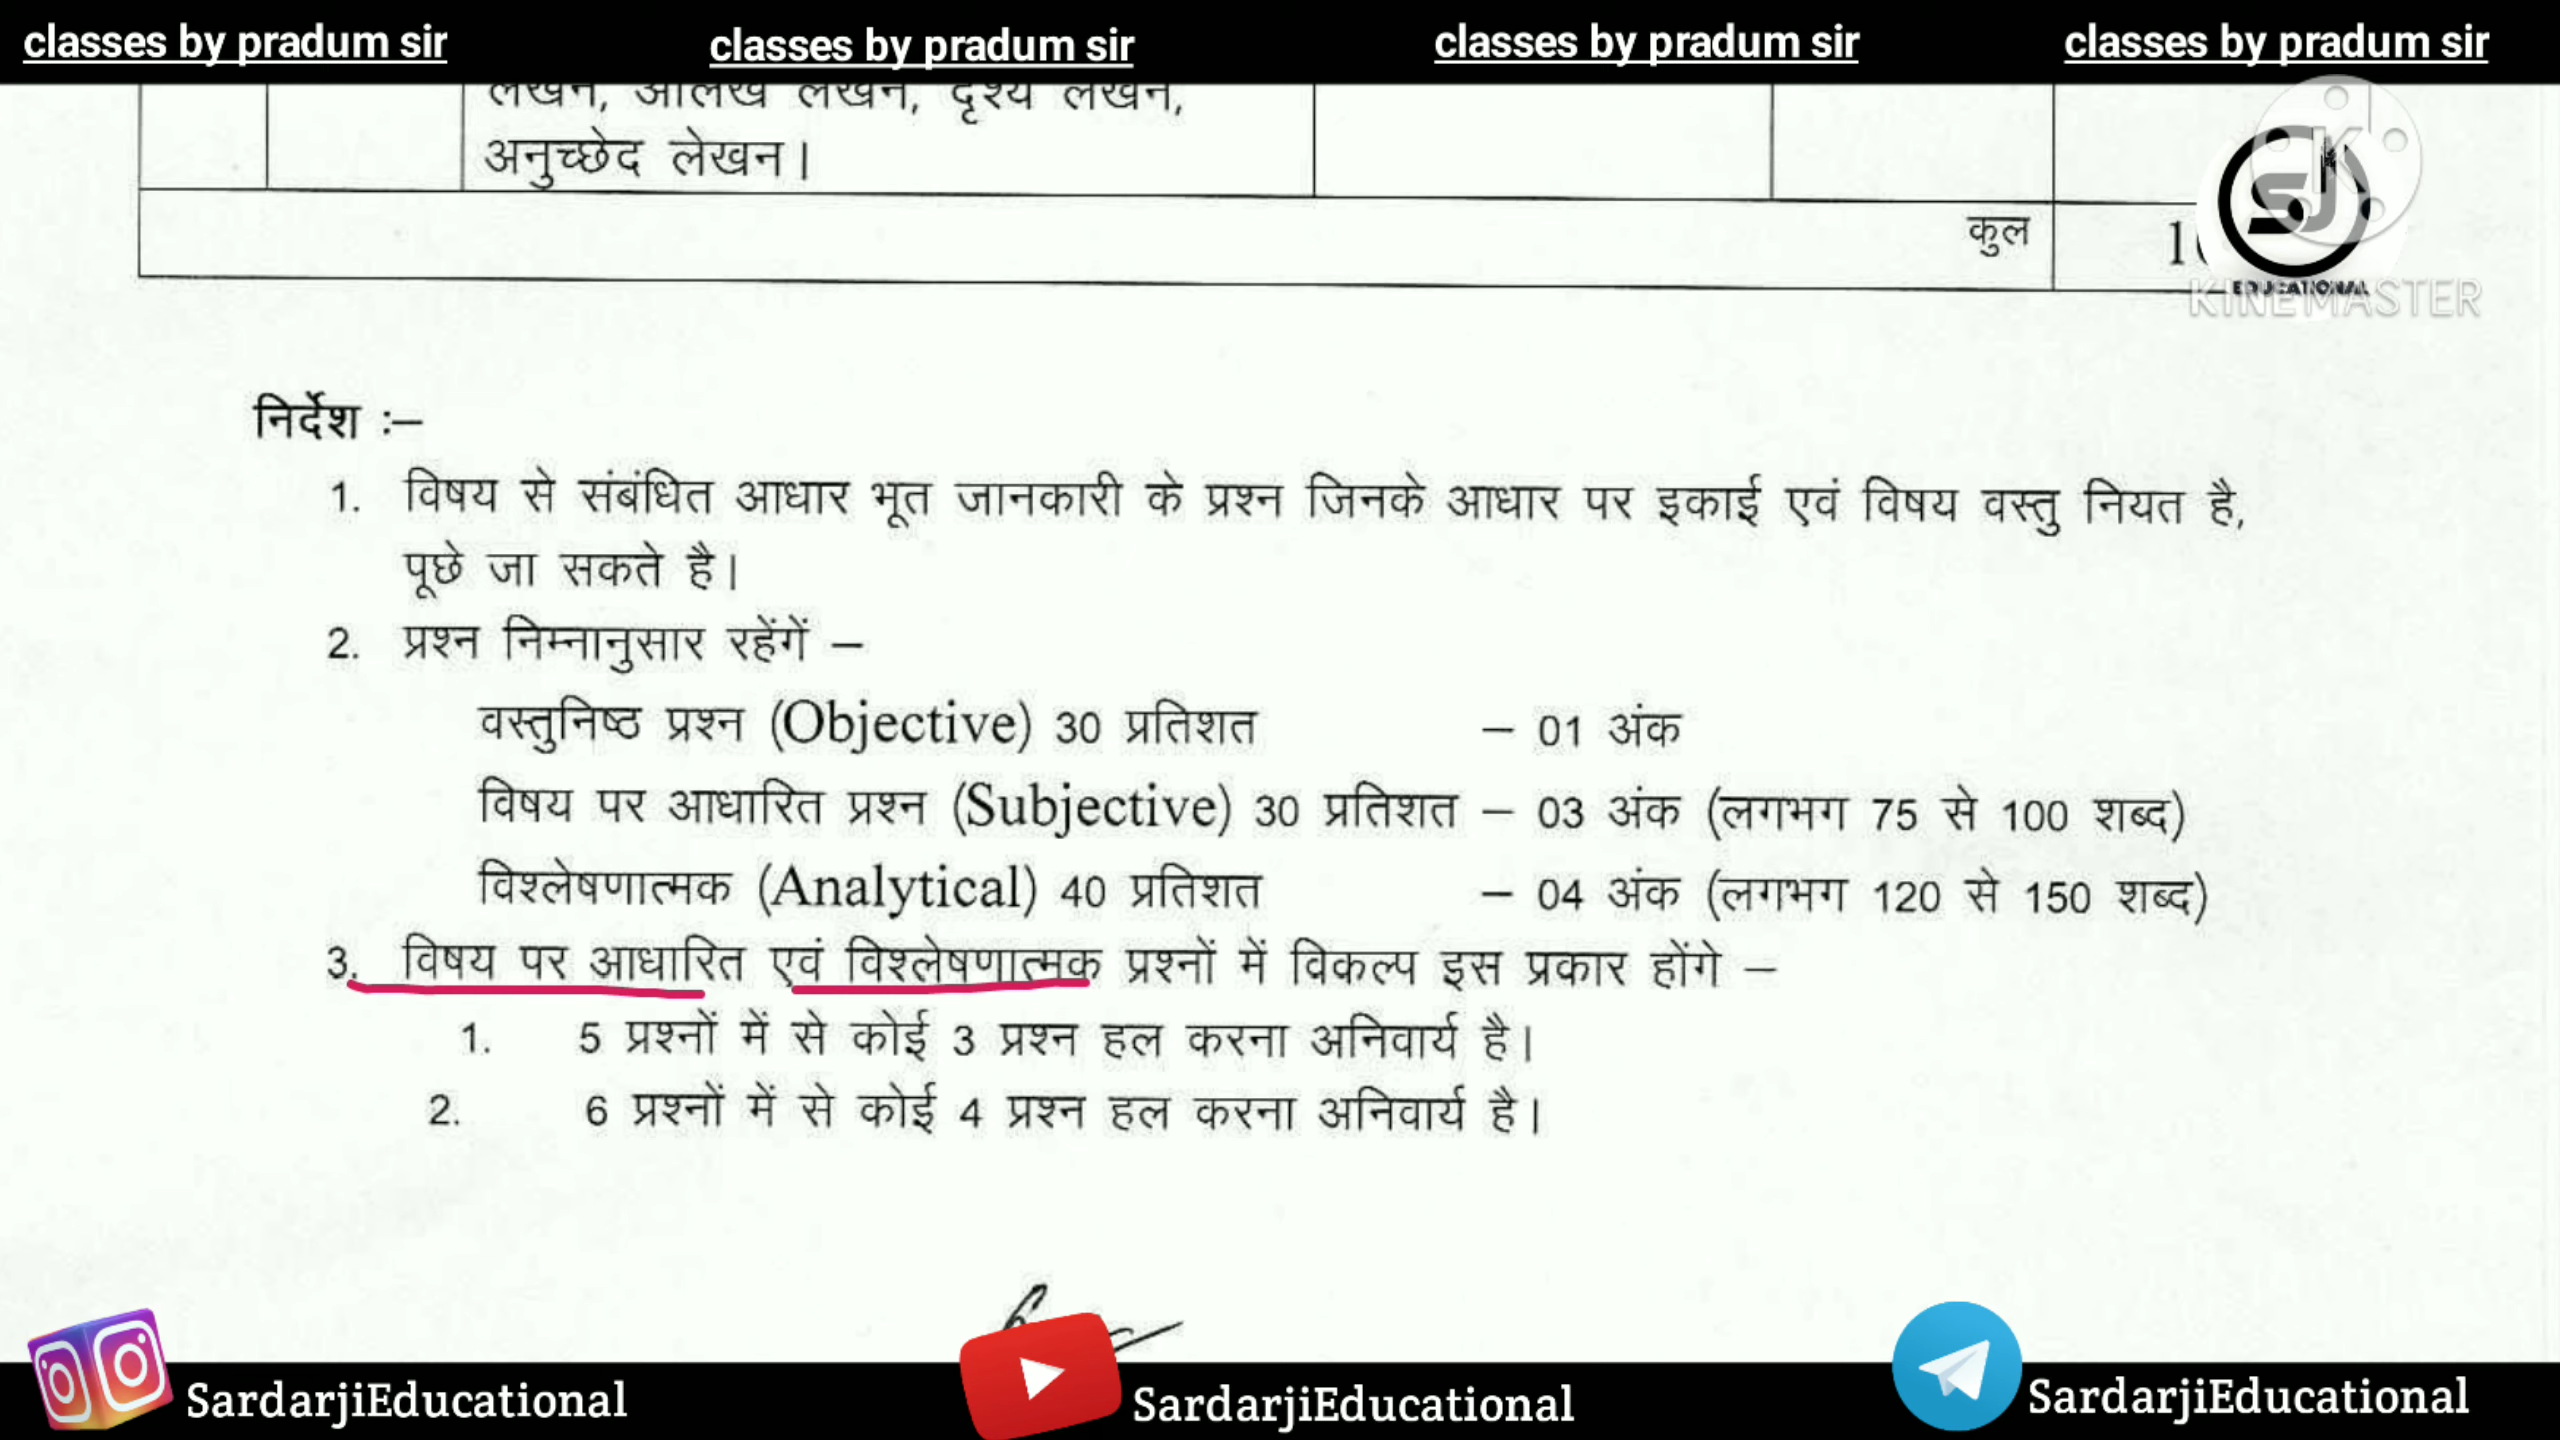 classes by pradum sir classes by pradum sir classes by pradum sir classes by pradum sir
लेखन, आलेख लेखन, दृश्य लेखन,
अनुच्छेद लेखन।
कुल
EDUCATIONAL
KINEMASTER
निर्देश :–
1. विषय से संबंधित आधार भूत जानकारी के प्रश्न जिनके आधार पर इकाई एवं विषय वस्तु नियत है,
पूछे जा सकते है।
2. प्रश्न निम्नानुसार रहेंगें –
वस्तुनिष्ठ प्रश्न (Objective) 30 प्रतिशत – 01 अंक
विषय पर आधारित प्रश्न (Subjective) 30 प्रतिशत – 03 अंक (लगभग 75 से 100 शब्द)
विश्लेषणात्मक (Analytical) 40 प्रतिशत – 04 अंक (लगभग 120 से 150 शब्द)
3. विषय पर आधारित एवं विश्लेषणात्मक प्रश्नों में विकल्प इस प्रकार होंगे –
1. 5 प्रश्नों में से कोई 3 प्रश्न हल करना अनिवार्य है।
2. 6 प्रश्नों में से कोई 4 प्रश्न हल करना अनिवार्य है।
SardarjiEducational SardarjiEducational SardarjiEducational